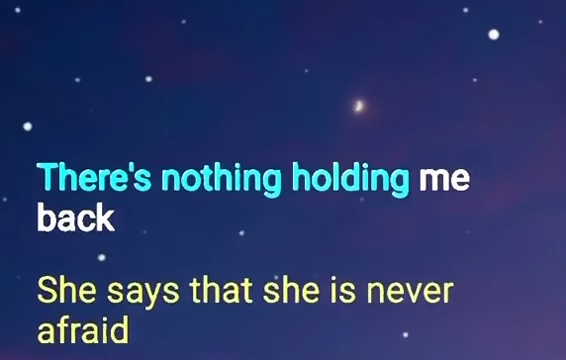 There's nothing holding me
back
She says that she is never
afraid